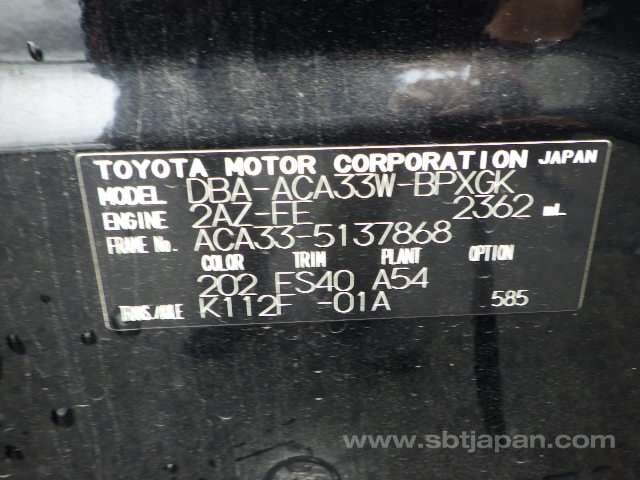 TOYOTA MOTOR CORPORATION JAPAN
MODEL DBA-ACA33W-BPXGK
ENGINE 2AZ-FE 2362 mL
FRAME No. ACA33-5137868
COLOR TRIM PLANT OPTION
202 FS40 A54
TRANS./AXLE K112F -01A 585
www.sbtjapan.com